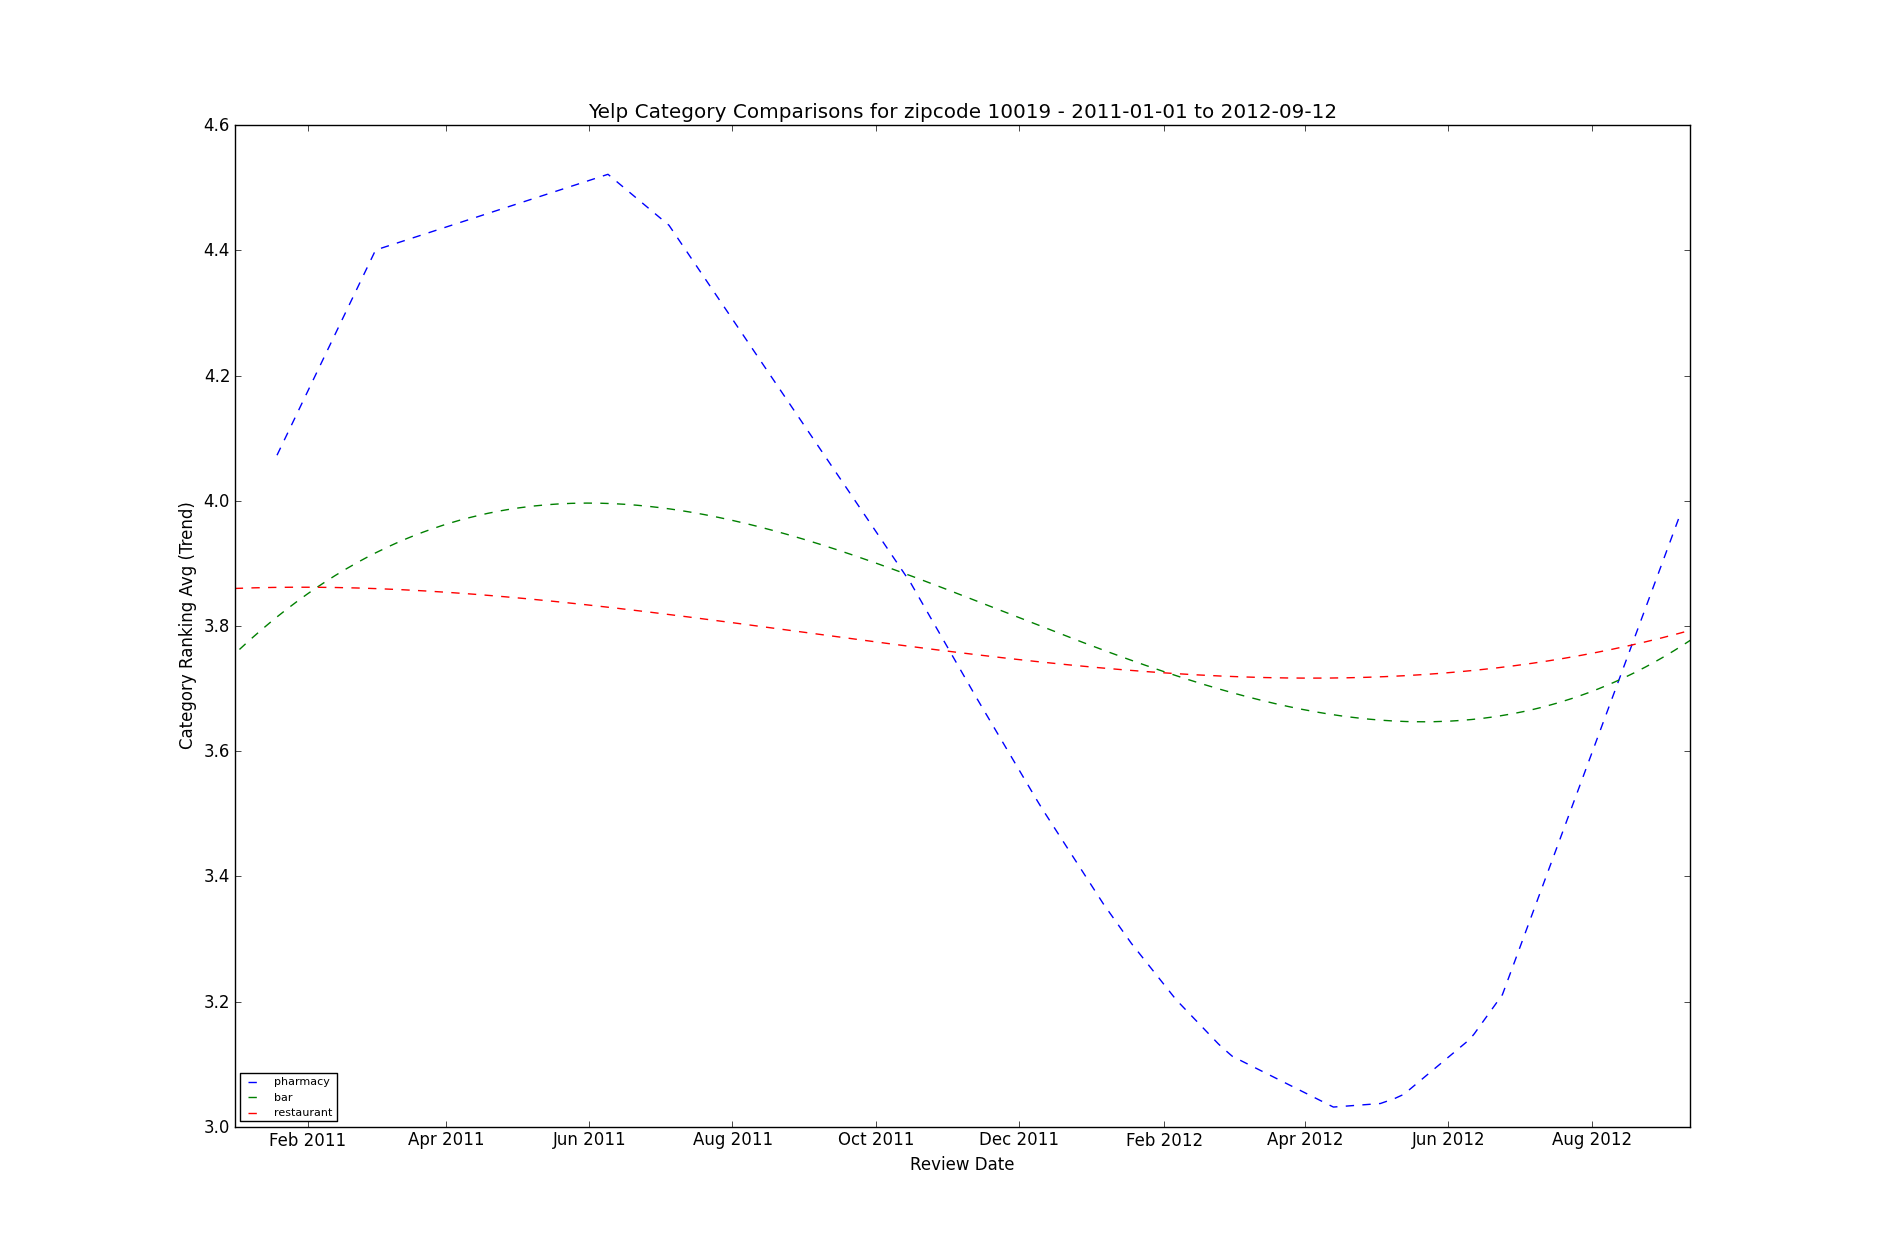 Yelp Category Comparisons for zipcode 10019 - 2011-01-01 to 2012-09-12
4.6
4.4
4.2
4.0
3.8
3.6
3.4
3.2
3.0
Category Ranking Avg (Trend)
pharmacy
bar
restaurant
Feb 2011 Apr 2011 Jun 2011 Aug 2011 Oct 2011 Dec 2011 Feb 2012 Apr 2012 Jun 2012 Aug 2012
Review Date